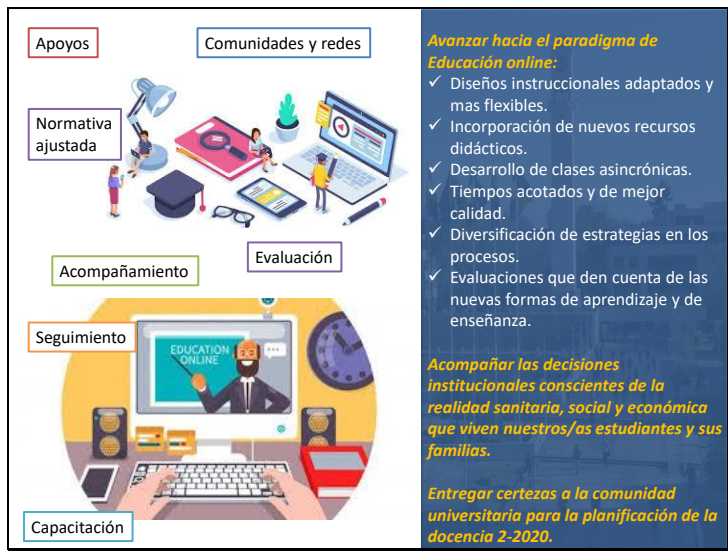 Apoyos
Comunidades y redes
Normativa
ajustada
Evaluación
Acompañamiento
Seguimiento
EDUCATION
ONLINE
Capacitación
Avanzar hacia el paradigma de
Educación online:
✓ Diseños instruccionales adaptados y
mas flexibles.
✓ Incorporación de nuevos recursos
didácticos.
✓ Desarrollo de clases asincrónicas.
✓ Tiempos acotados y de mejor
calidad.
✓ Diversificación de estrategias en los
procesos.
✓ Evaluaciones que den cuenta de las
nuevas formas de aprendizaje y de
enseñanza.
Acompañar las decisiones
institucionales conscientes de la
realidad sanitaria, social y económica
que viven nuestros/as estudiantes y sus
familias.
Entregar certezas a la comunidad
universitaria para la planificación de la
docencia 2-2020.